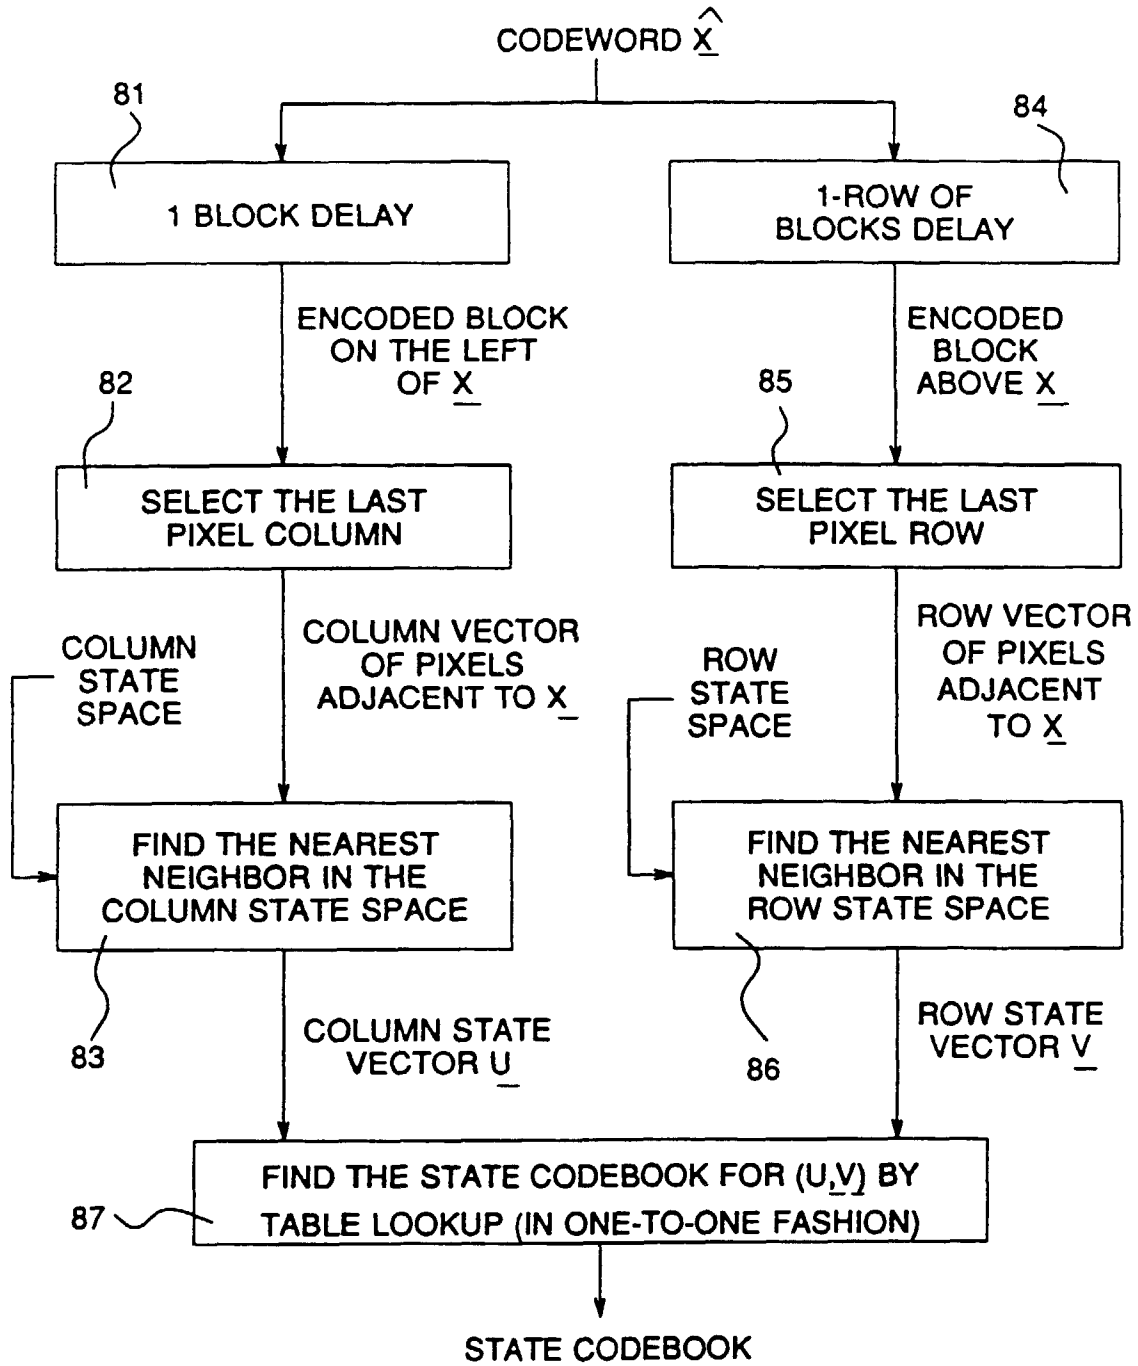 CODEWORD X̂
81
84
1 BLOCK DELAY
1-ROW OF
BLOCKS DELAY
ENCODED BLOCK
ON THE LEFT
OF X
ENCODED
BLOCK
ABOVE X
82
85
SELECT THE LAST
PIXEL COLUMN
SELECT THE LAST
PIXEL ROW
COLUMN
STATE
SPACE
COLUMN VECTOR
OF PIXELS
ADJACENT TO X
ROW
STATE
SPACE
ROW VECTOR
OF PIXELS
ADJACENT
TO X
FIND THE NEAREST
NEIGHBOR IN THE
COLUMN STATE SPACE
FIND THE NEAREST
NEIGHBOR IN THE
ROW STATE SPACE
83
COLUMN STATE
VECTOR U
86
ROW STATE
VECTOR V
FIND THE STATE CODEBOOK FOR (U,V) BY
TABLE LOOKUP (IN ONE-TO-ONE FASHION)
87
STATE CODEBOOK